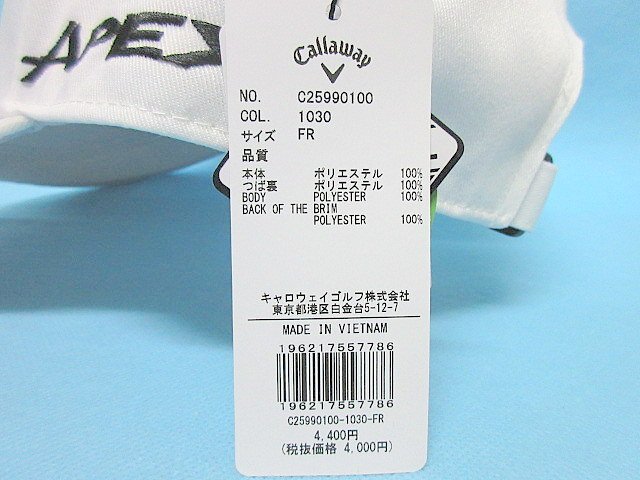 APEX
Callaway
NO. C25990100
COL. 1030
サイズ FR
品質
本体 ポリエステル 100%
つば裏 ポリエステル 100%
BODY POLYESTER 100%
BACK OF THE BRIM
POLYESTER 100%
キャロウェイゴルフ株式会社
東京都港区白金台5-12-7
MADE IN VIETNAM
196217557786
196217557786
C25990100-1030-FR
4,400円
(税抜価格 4,000円)